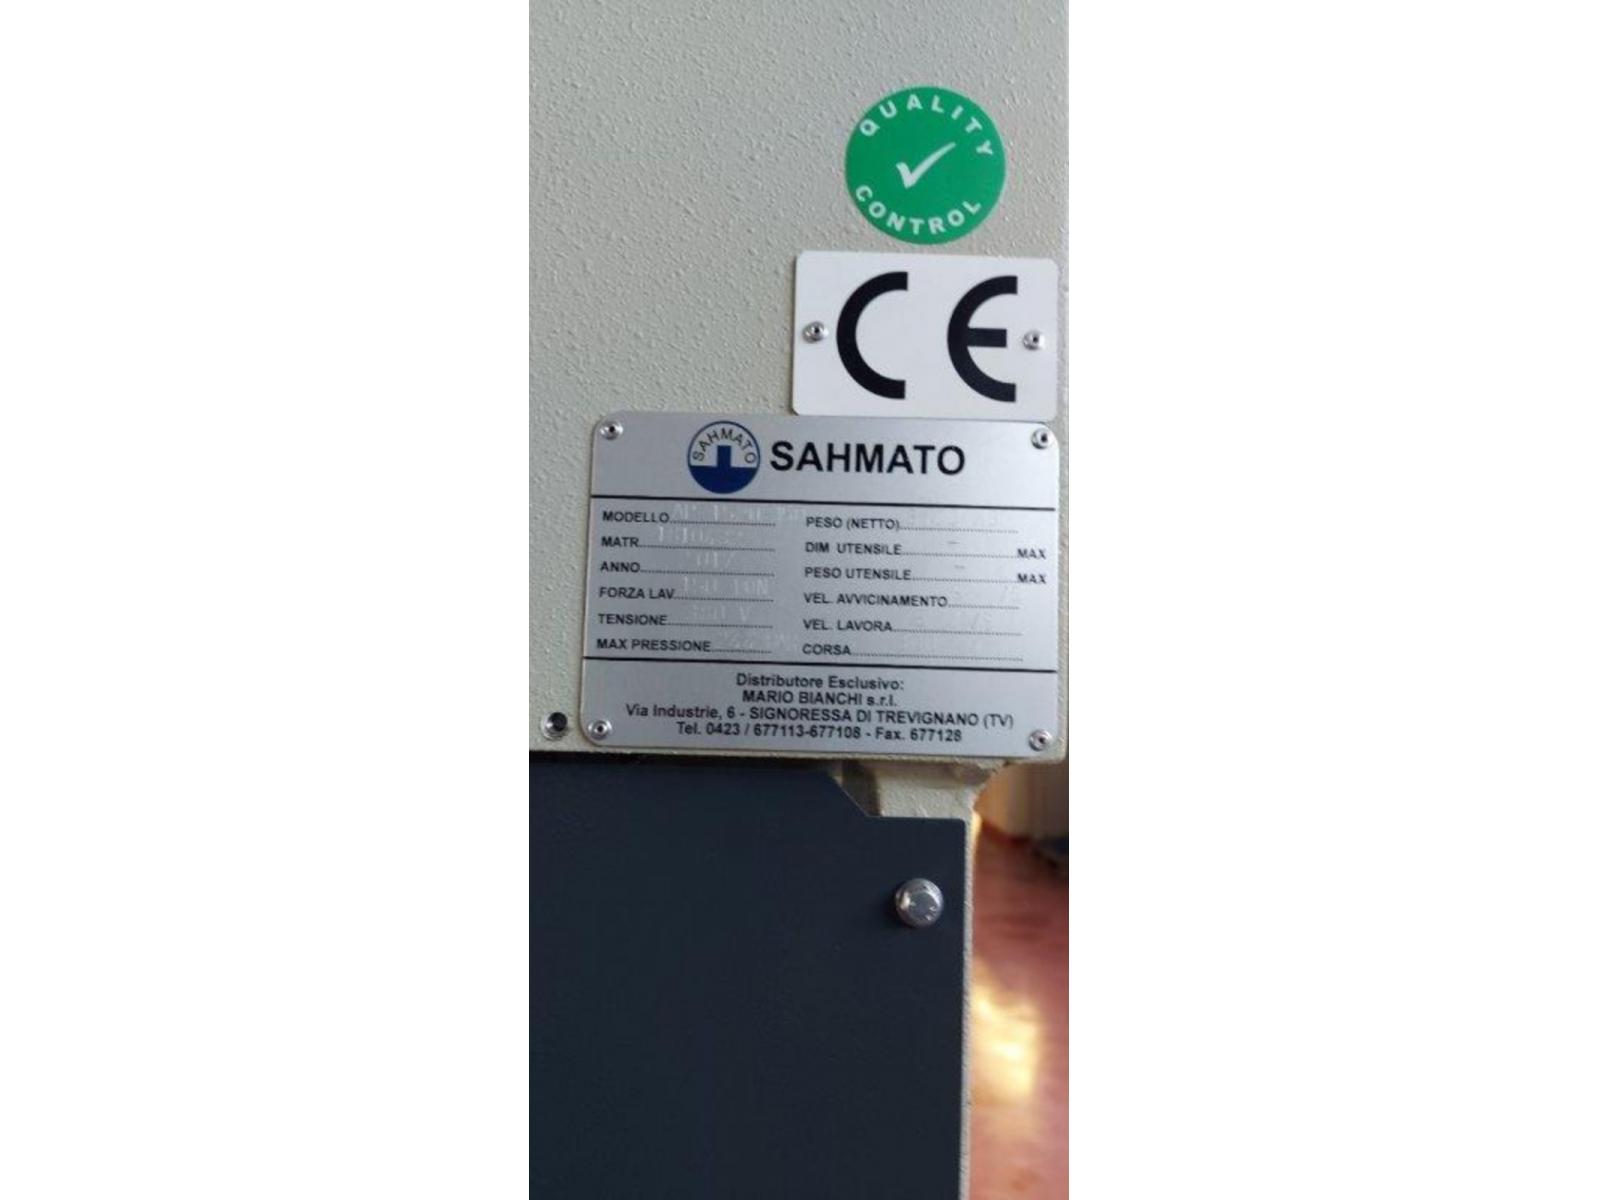 QUALITY
CONTROL
CE
SAHMATO SAHMATO
MODELLO
PESO (NETTO)
MATR.
DIM UTENSILE MAX
ANNO
PESO UTENSILE MAX
FORZA LAV.
VEL. AVVICINAMENTO
TENSIONE V
VEL. LAVORA
MAX PRESSIONE
CORSA
Distributore Esclusivo:
MARIO BIANCHI s.r.l.
Via Industrie, 6 - SIGNORESSA DI TREVIGNANO (TV)
Tel. 0423 / 677113-677108 - Fax. 677128